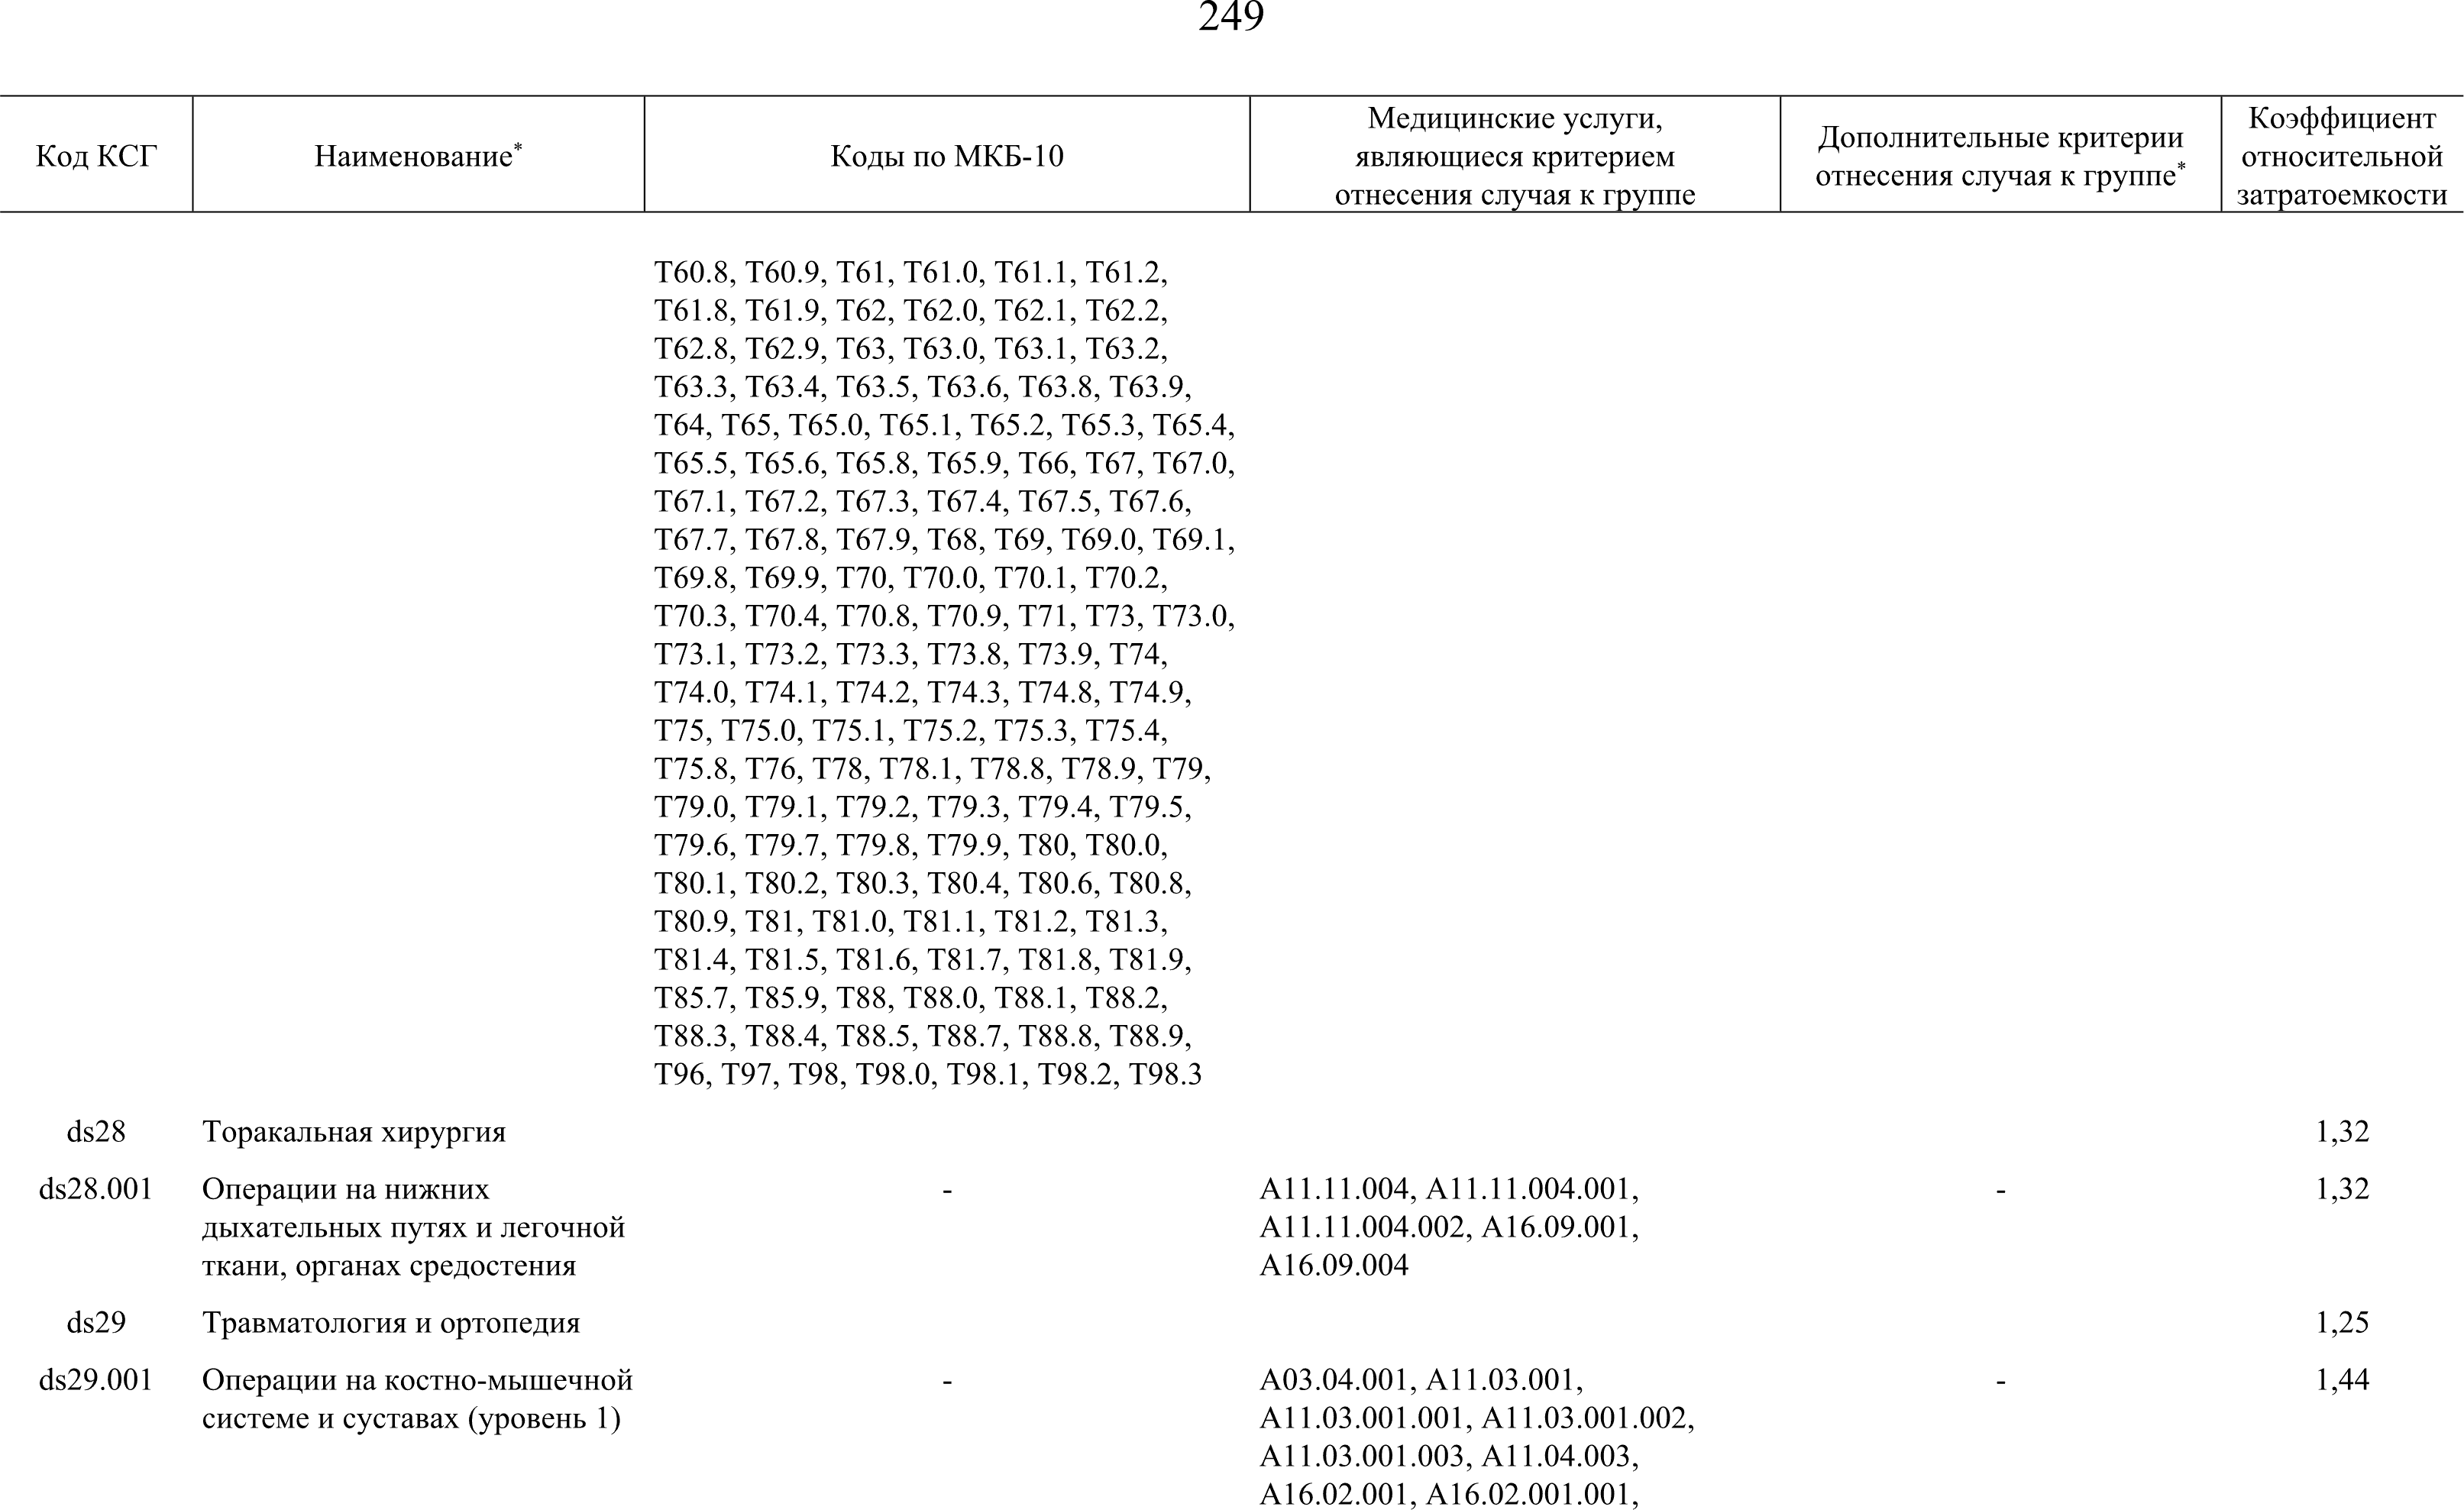 249
Код КСГ
Наименование*
Коды по МКБ-10
Медицинские услуги,
являющиеся критерием
отнесения случая к группе
Дополнительные критерии
отнесения случая к группе*
Коэффициент
относительной
затратоемкости
T60.8, T60.9, T61, T61.0, T61.1, T61.2,
T61.8, T61.9, T62, T62.0, T62.1, T62.2,
T62.8, T62.9, T63, T63.0, T63.1, T63.2,
T63.3, T63.4, T63.5, T63.6, T63.8, T63.9,
T64, T65, T65.0, T65.1, T65.2, T65.3, T65.4,
T65.5, T65.6, T65.8, T65.9, T66, T67, T67.0,
T67.1, T67.2, T67.3, T67.4, T67.5, T67.6,
T67.7, T67.8, T67.9, T68, T69, T69.0, T69.1,
T69.8, T69.9, T70, T70.0, T70.1, T70.2,
T70.3, T70.4, T70.8, T70.9, T71, T73, T73.0,
T73.1, T73.2, T73.3, T73.8, T73.9, T74,
T74.0, T74.1, T74.2, T74.3, T74.8, T74.9,
T75, T75.0, T75.1, T75.2, T75.3, T75.4,
T75.8, T76, T78, T78.1, T78.8, T78.9, T79,
T79.0, T79.1, T79.2, T79.3, T79.4, T79.5,
T79.6, T79.7, T79.8, T79.9, T80, T80.0,
T80.1, T80.2, T80.3, T80.4, T80.6, T80.8,
T80.9, T81, T81.0, T81.1, T81.2, T81.3,
T81.4, T81.5, T81.6, T81.7, T81.8, T81.9,
T85.7, T85.9, T88, T88.0, T88.1, T88.2,
T88.3, T88.4, T88.5, T88.7, T88.8, T88.9,
T96, T97, T98, T98.0, T98.1, T98.2, T98.3
ds28 Торакальная хирургия 1,32
ds28.001 Операции на нижних - A11.11.004, A11.11.004.001, - 1,32
дыхательных путях и легочной A11.11.004.002, A16.09.001,
ткани, органах средостения A16.09.004
ds29 Травматология и ортопедия 1,25
ds29.001 Операции на костно-мышечной - A03.04.001, A11.03.001, - 1,44
системе и суставах (уровень 1) A11.03.001.001, A11.03.001.002,
A11.03.001.003, A11.04.003,
A16.02.001, A16.02.001.001,